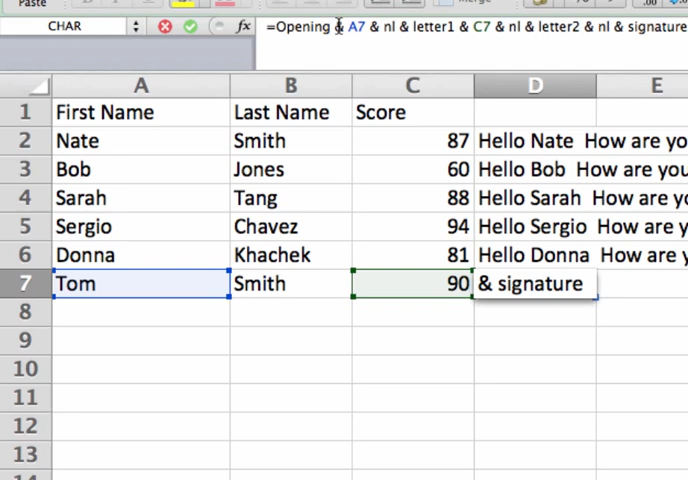 Paste
Merge
.00
.0
CHAR fx =Opening & A7 & nl & letter1 & C7 & nl & letter2 & nl & signature
A B C D E
1 First Name Last Name Score
2 Nate Smith 87 Hello Nate How are yo
3 Bob Jones 60 Hello Bob How are you
4 Sarah Tang 88 Hello Sarah How are yo
5 Sergio Chavez 94 Hello Sergio How are y
6 Donna Khachek 81 Hello Donna How are y
7 Tom Smith 90 & signature
8
9
10
11
12
13
14